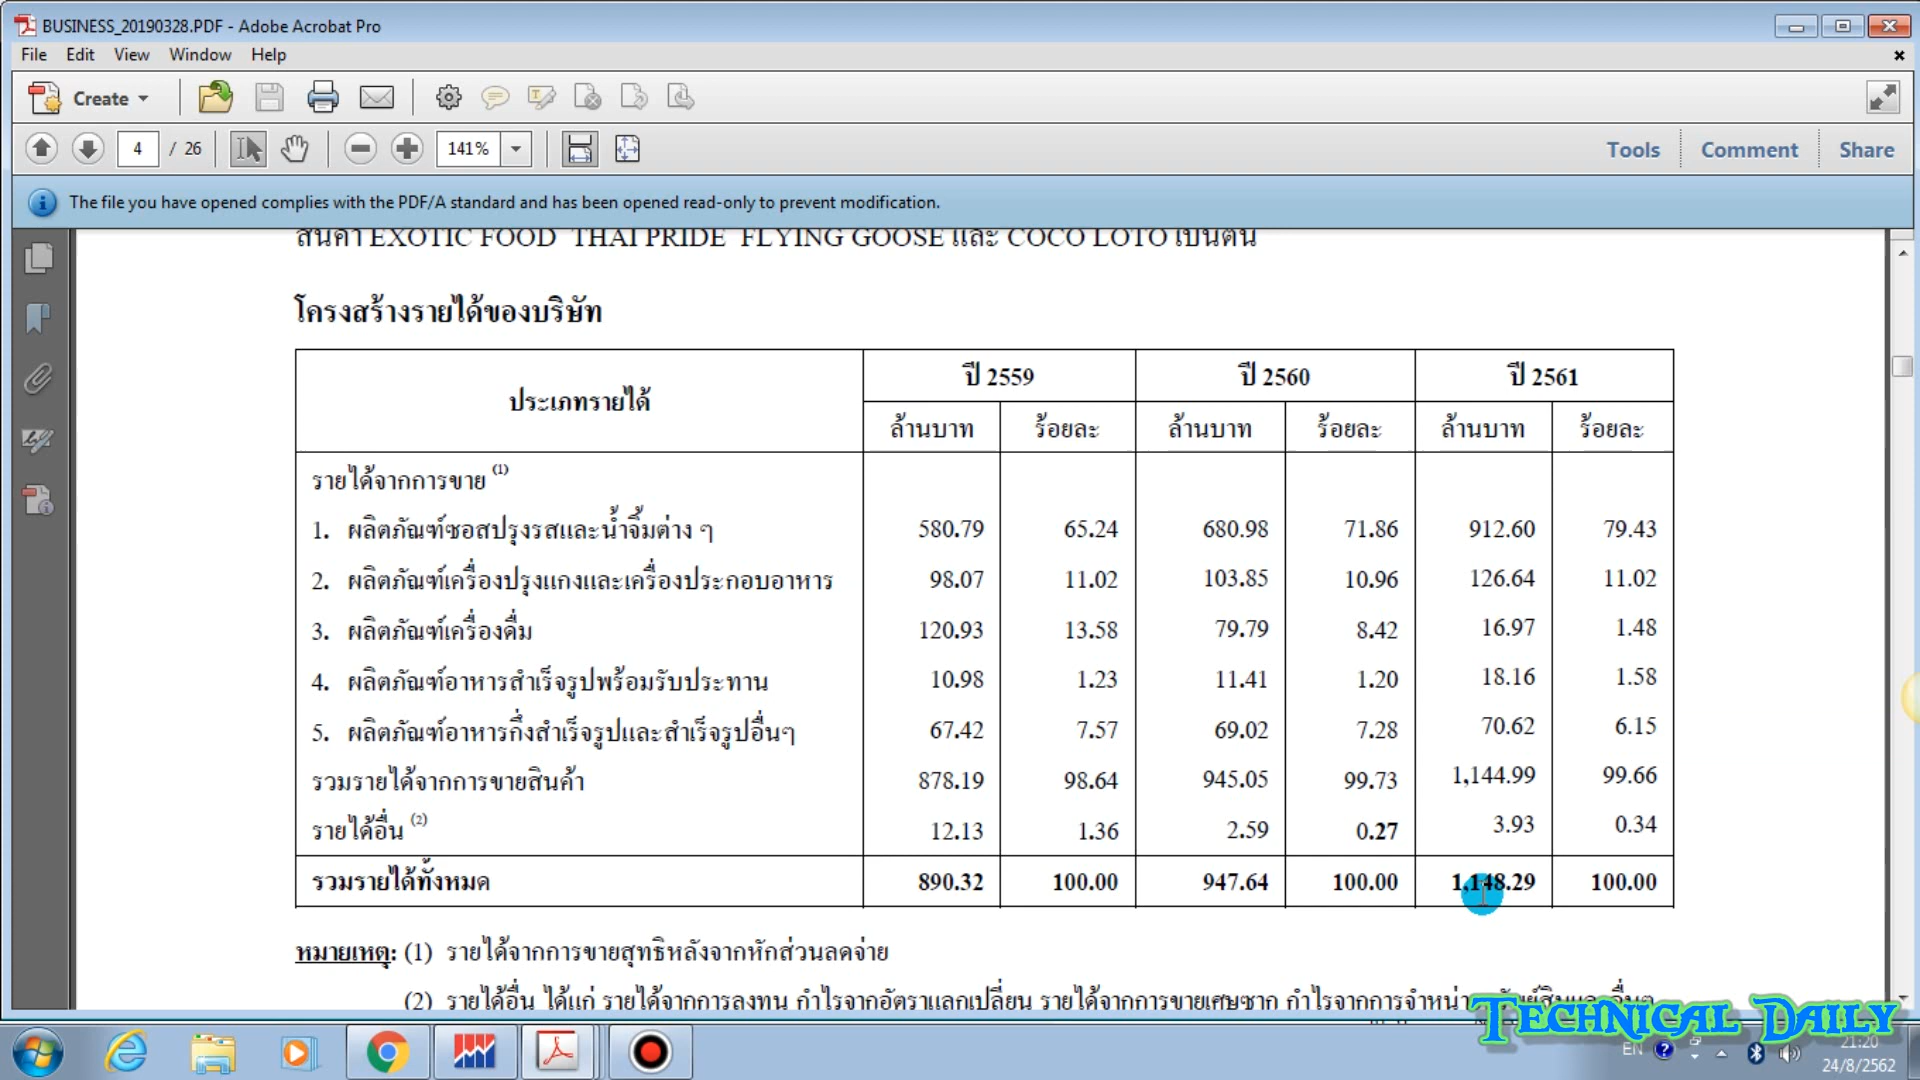 BUSINESS_20190328.PDF - Adobe Acrobat Pro
File Edit View Window Help
Create
4 / 26 141% Tools Comment Share
The file you have opened complies with the PDF/A standard and has been opened read-only to prevent modification.
สินค้า EXOTIC FOOD THAI PRIDE FLYING GOOSE และ COCO LOTO เป็นต้น
โครงสร้างรายได้ของบริษัท
ประเภทรายได้ ปี 2559 ปี 2560 ปี 2561
ล้านบาท ร้อยละ ล้านบาท ร้อยละ ล้านบาท ร้อยละ
รายได้จากการขาย (1)
1. ผลิตภัณฑ์ซอสปรุงรสและน้ำจิ้มต่าง ๆ 580.79 65.24 680.98 71.86 912.60 79.43
2. ผลิตภัณฑ์เครื่องปรุงแกงและเครื่องประกอบอาหาร 98.07 11.02 103.85 10.96 126.64 11.02
3. ผลิตภัณฑ์เครื่องดื่ม 120.93 13.58 79.79 8.42 16.97 1.48
4. ผลิตภัณฑ์อาหารสำเร็จรูปพร้อมรับประทาน 10.98 1.23 11.41 1.20 18.16 1.58
5. ผลิตภัณฑ์อาหารกึ่งสำเร็จรูปและสำเร็จรูปอื่นๆ 67.42 7.57 69.02 7.28 70.62 6.15
รวมรายได้จากการขายสินค้า 878.19 98.64 945.05 99.73 1,144.99 99.66
รายได้อื่น (2) 12.13 1.36 2.59 0.27 3.93 0.34
รวมรายได้ทั้งหมด 890.32 100.00 947.64 100.00 1,148.29 100.00
หมายเหตุ: (1) รายได้จากการขายสุทธิหลังจากหักส่วนลดจ่าย
(2) รายได้อื่น ได้แก่ รายได้จากการลงทุน กำไรจากอัตราแลกเปลี่ยน รายได้จากการขายเศษซาก กำไรจากการ
TECHNICAL DAILY
EN 21:20
24/8/2562